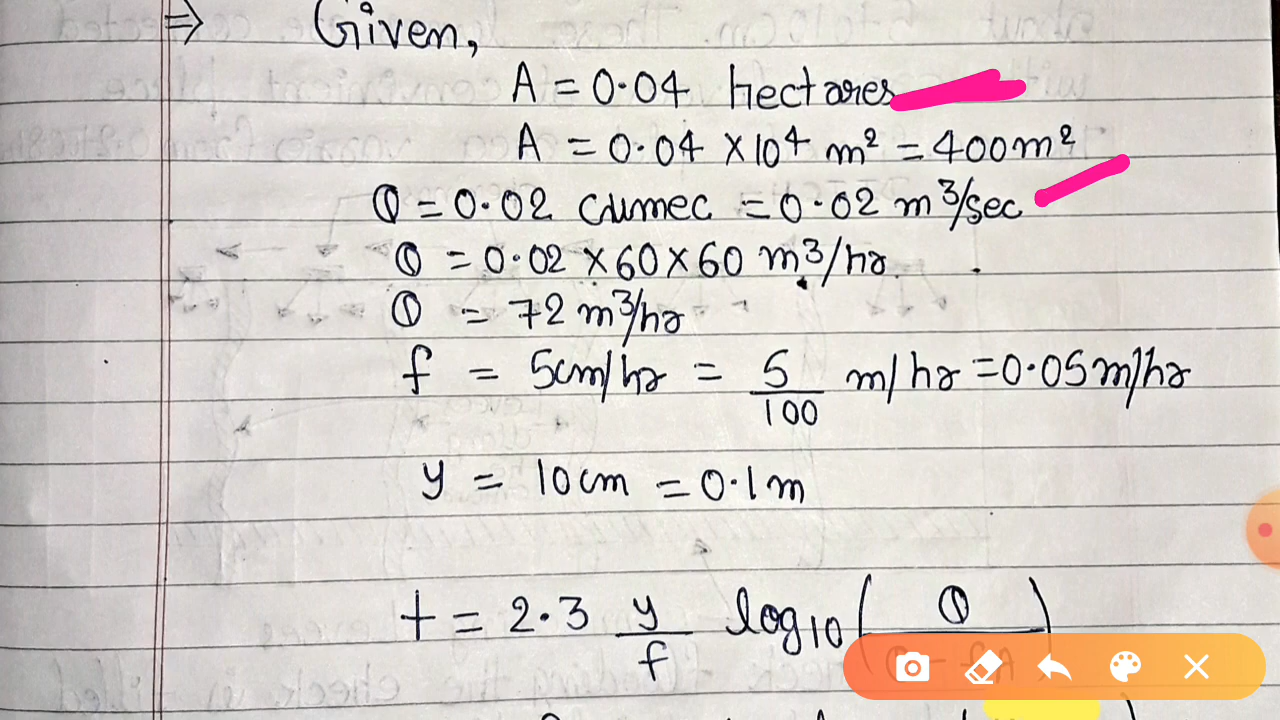 ⇒ Given,
A = 0.04 hectares
A = 0.04 × 10⁴ m² = 400m²
Q = 0.02 cumec = 0.02 m³/sec
Q = 0.02 × 60 × 60 m³/hr
Q = 72 m³/hr
f = 5cm/hr = 5/100 m/hr = 0.05m/hr
y = 10cm = 0.1m
t = 2.3 y/f log10 (Q/Q - fA)